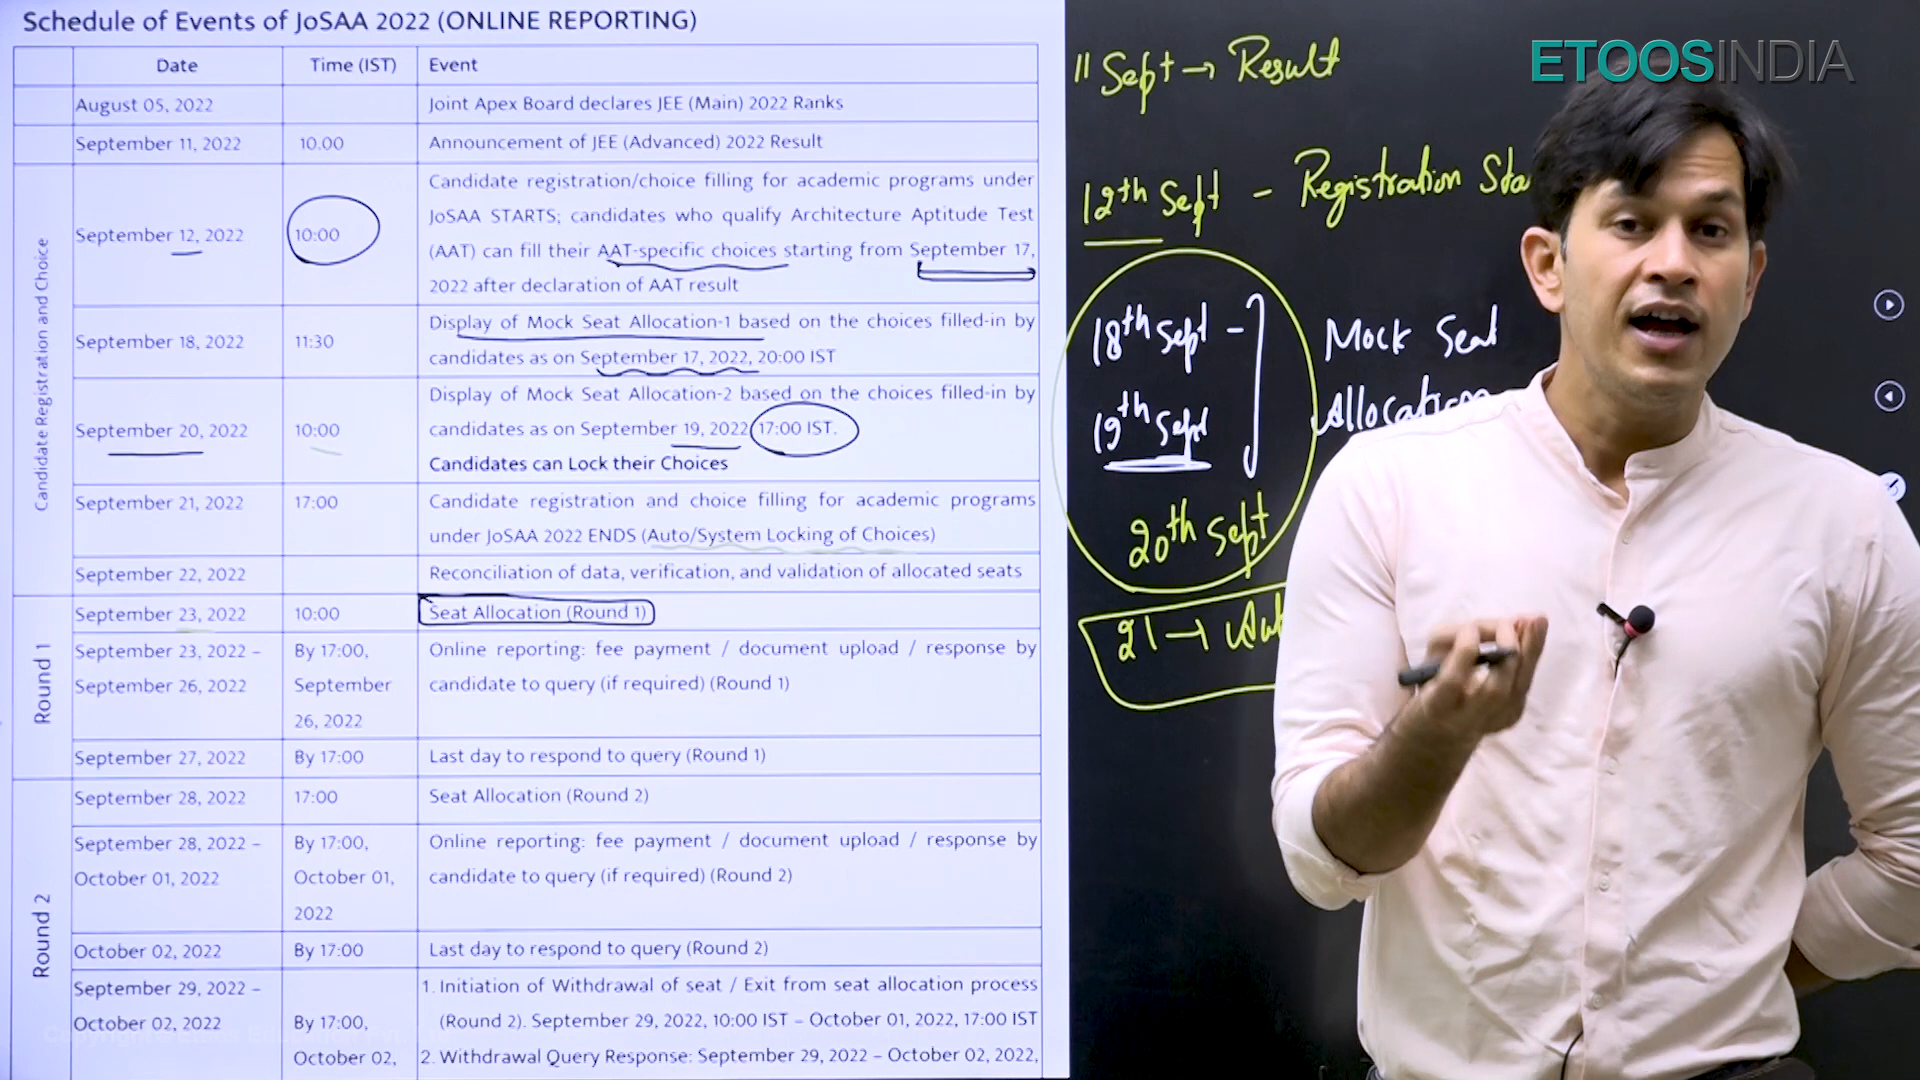 Schedule of Events of JoSAA 2022 (ONLINE REPORTING)
Date Time (IST) Event
August 05, 2022 Joint Apex Board declares JEE (Main) 2022 Ranks
September 11, 2022 10.00 Announcement of JEE (Advanced) 2022 Result
Candidate Registration and Choice
September 12, 2022 10:00
Candidate registration/choice filling for academic programs under
JoSAA STARTS; candidates who qualify Architecture Aptitude Test
(AAT) can fill their AAT-specific choices starting from September 17,
2022 after declaration of AAT result
September 18, 2022 11:30
Display of Mock Seat Allocation-1 based on the choices filled-in by
candidates as on September 17, 2022, 20:00 IST
September 20, 2022 10:00
Display of Mock Seat Allocation-2 based on the choices filled-in by
candidates as on September 19, 2022 17:00 IST.
Candidates can Lock their Choices
September 21, 2022 17:00
Candidate registration and choice filling for academic programs
under JoSAA 2022 ENDS (Auto/System Locking of Choices)
September 22, 2022 Reconciliation of data, verification, and validation of allocated seats
Round 1
September 23, 2022 10:00 Seat Allocation (Round 1)
September 23, 2022 – By 17:00, Online reporting: fee payment / document upload / response by
September 26, 2022 September candidate to query (if required) (Round 1)
26, 2022
September 27, 2022 By 17:00 Last day to respond to query (Round 1)
Round 2
September 28, 2022 17:00 Seat Allocation (Round 2)
September 28, 2022 – By 17:00, Online reporting: fee payment / document upload / response by
October 01, 2022 October 01, candidate to query (if required) (Round 2)
2022
October 02, 2022 By 17:00 Last day to respond to query (Round 2)
September 29, 2022 – 1. Initiation of Withdrawal of seat / Exit from seat allocation process
October 02, 2022 By 17:00, (Round 2). September 29, 2022, 10:00 IST – October 01, 2022, 17:00 IST
October 02, 2. Withdrawal Query Response: September 29, 2022 – October 02, 2022,
ETOOSINDIA
11 Sept → Result
12th Sept - Registration Sta
18th Sept -
19th Sept
Mock Seat
Allocation
20th Sept
21 → Aut